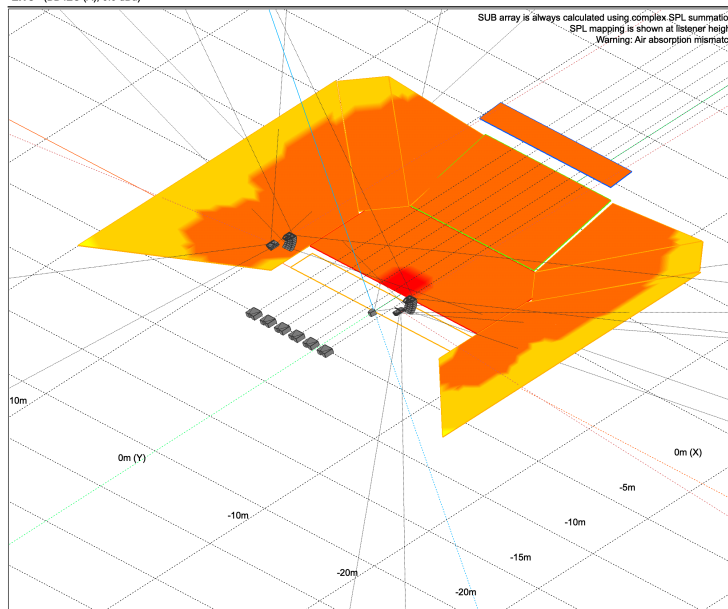 SUB array is always calculated using complex SPL summatio
SPL mapping is shown at listener heigh
Warning: Air absorption mismatc
10m
0m (Y)
0m (X)
-5m
-10m
-10m
-15m
-20m
-20m